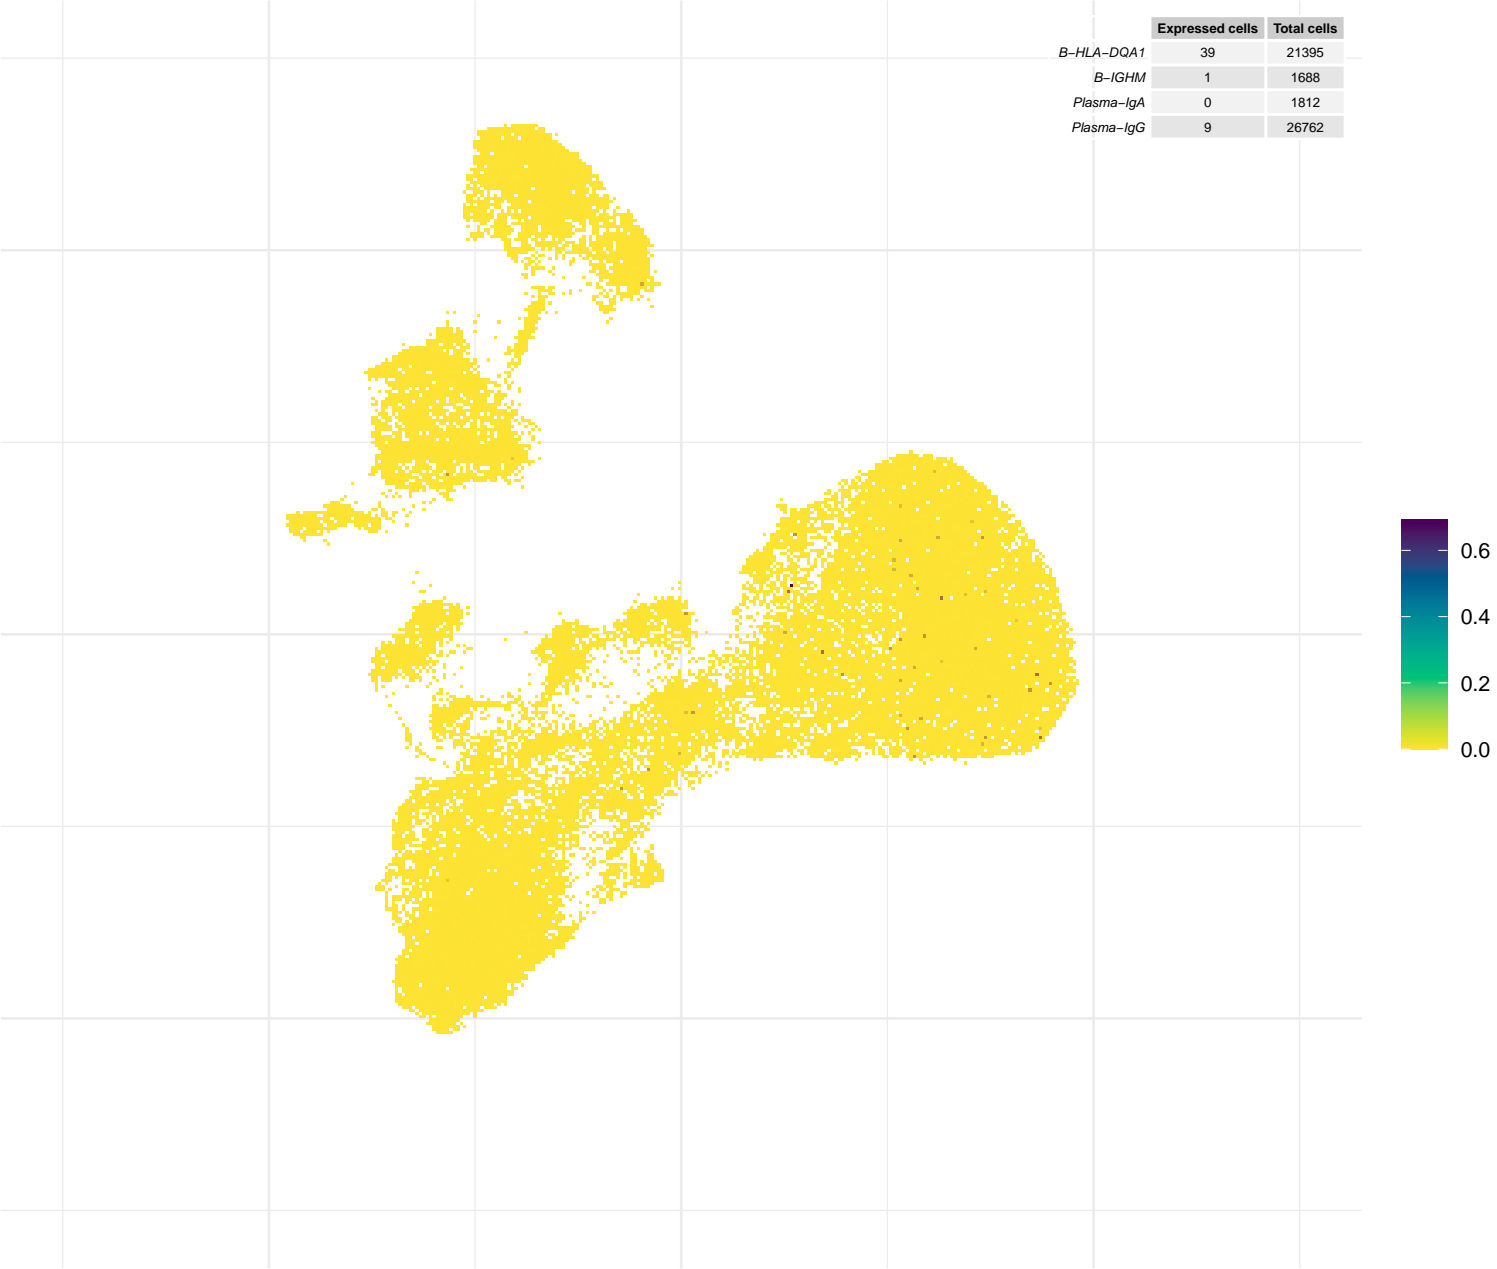 Expressed cells Total cells
B−HLA−DQA1 39 21395
B−IGHM 1 1688
Plasma−IgA 0 1812
Plasma−IgG 9 26762
0.6
0.4
0.2
0.0